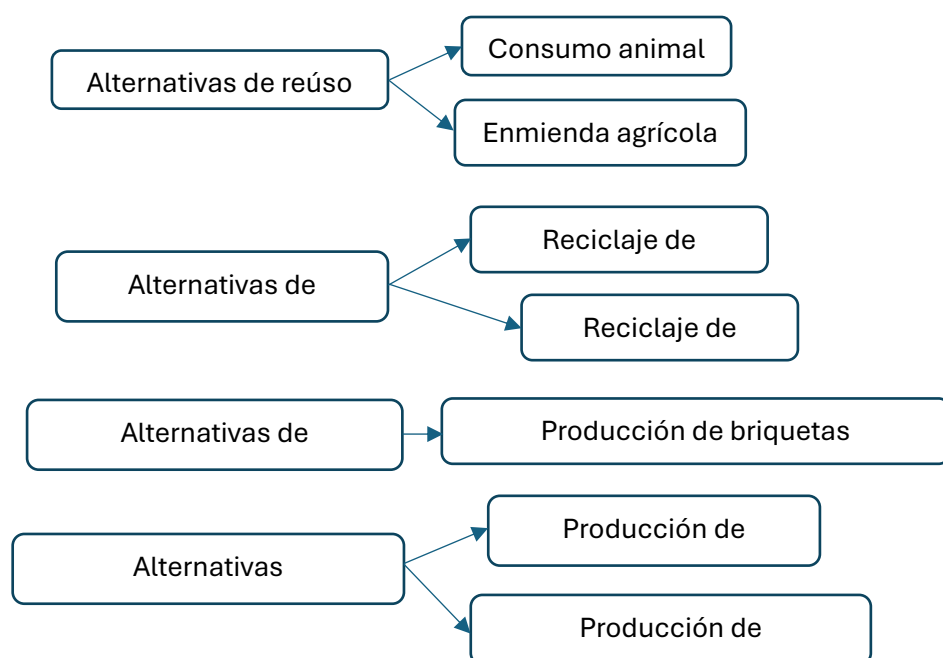 Alternativas de reúso
Consumo animal
Enmienda agrícola
Alternativas de
Reciclaje de
Reciclaje de
Alternativas de
Producción de briquetas
Alternativas
Producción de
Producción de